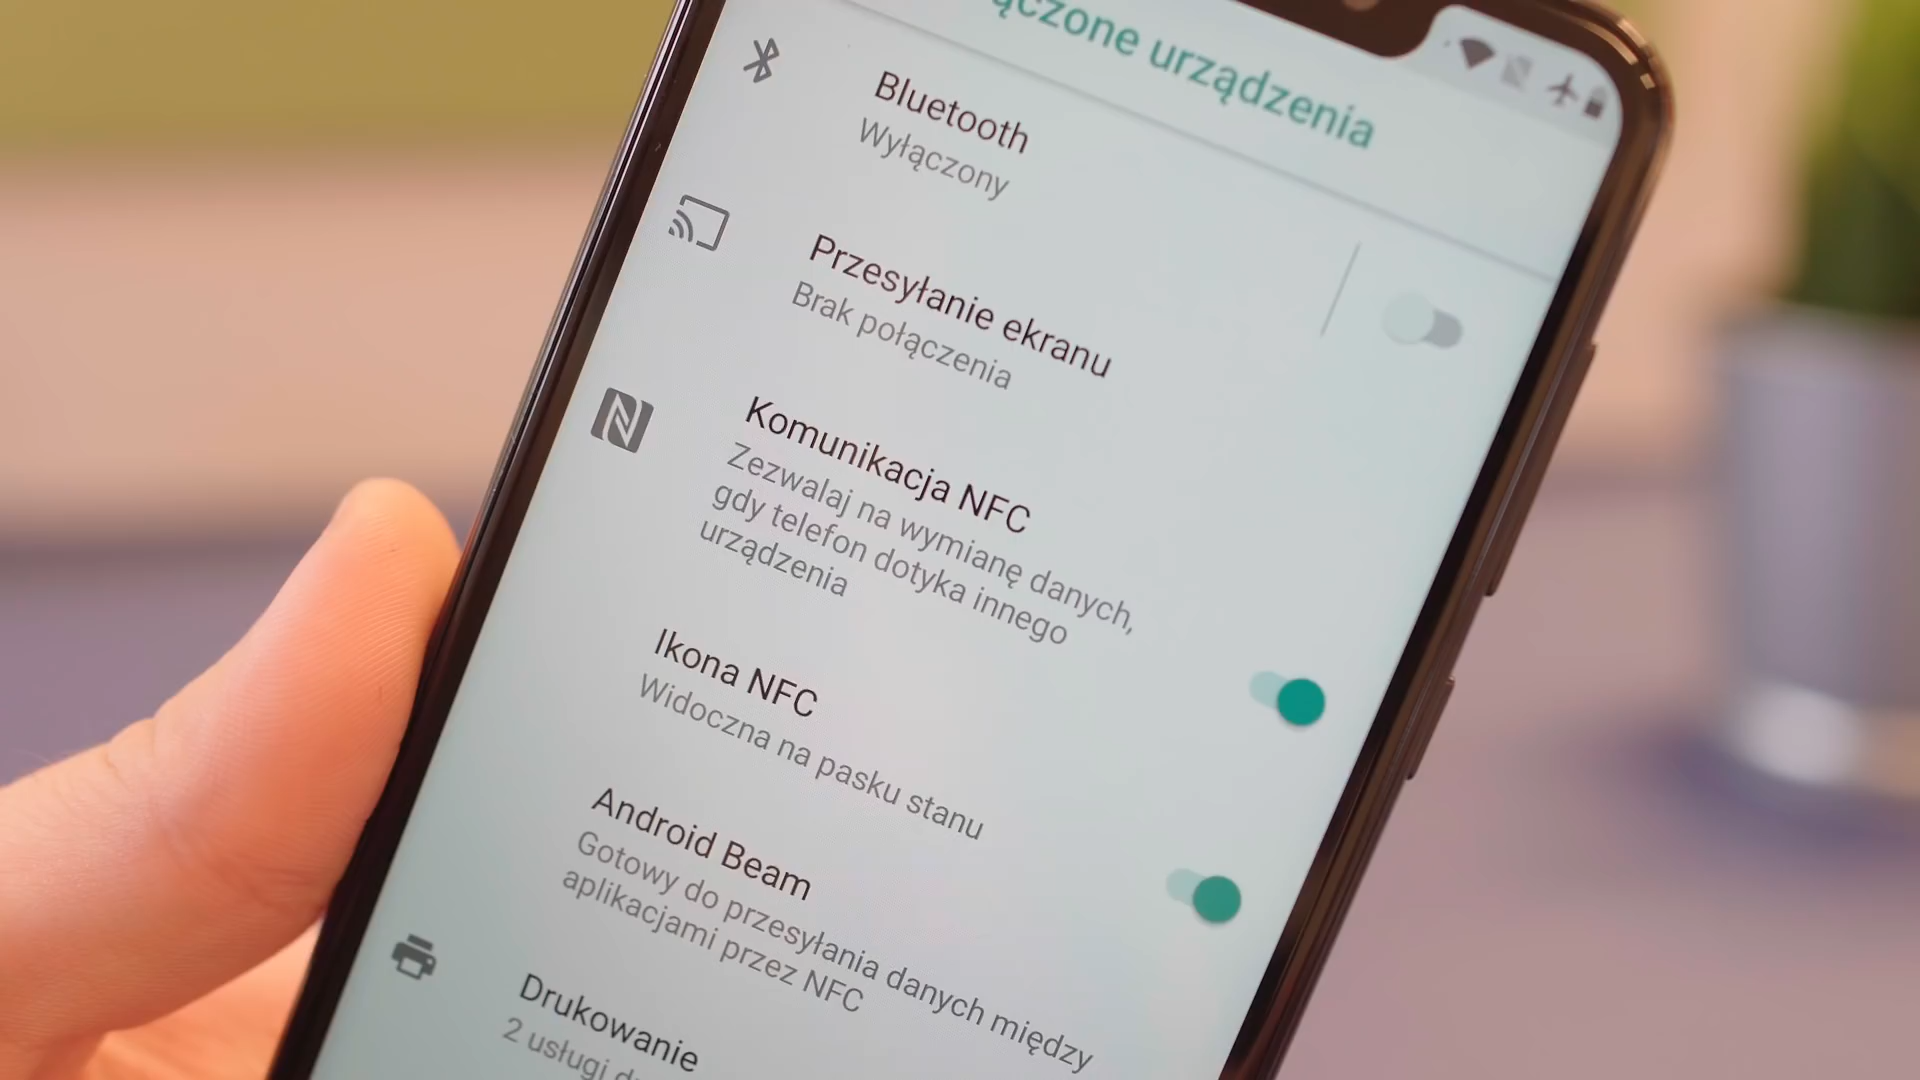 urządzenia
Bluetooth
Wyłączony
Przesyłanie ekranu
Brak połączenia
Komunikacja NFC
Zezwalaj na wymianę danych,
gdy telefon dotyka innego
urządzenia
Ikona NFC
Widoczna na pasku stanu
Android Beam
Gotowy do przesyłania danych między
aplikacjami przez NFC
Drukowanie
2 usługi